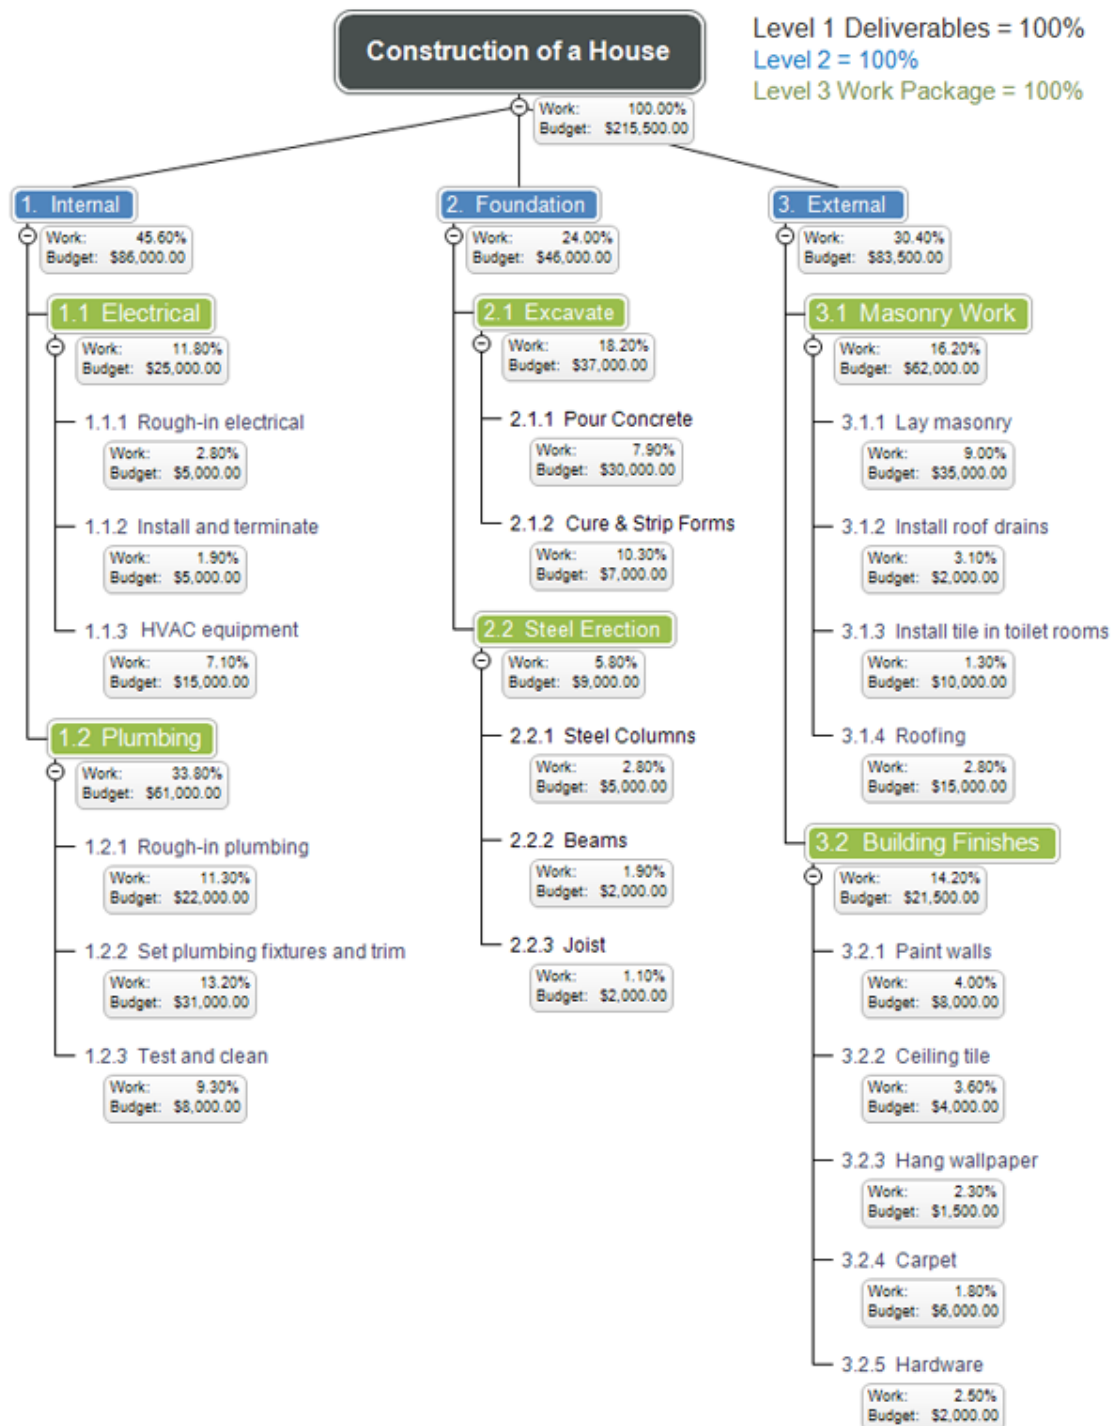 Construction of a House
Level 1 Deliverables = 100%
Level 2 = 100%
Level 3 Work Package = 100%
Work: 100.00%
Budget: $215,500.00
1. Internal
Work: 45.60%
Budget: $86,000.00
1.1 Electrical
Work: 11.80%
Budget: $25,000.00
1.1.1 Rough-in electrical
Work: 2.80%
Budget: $5,000.00
1.1.2 Install and terminate
Work: 1.90%
Budget: $5,000.00
1.1.3 HVAC equipment
Work: 7.10%
Budget: $15,000.00
1.2 Plumbing
Work: 33.80%
Budget: $61,000.00
1.2.1 Rough-in plumbing
Work: 11.30%
Budget: $22,000.00
1.2.2 Set plumbing fixtures and trim
Work: 13.20%
Budget: $31,000.00
1.2.3 Test and clean
Work: 9.30%
Budget: $8,000.00
2. Foundation
Work: 24.00%
Budget: $46,000.00
2.1 Excavate
Work: 18.20%
Budget: $37,000.00
2.1.1 Pour Concrete
Work: 7.90%
Budget: $30,000.00
2.1.2 Cure & Strip Forms
Work: 10.30%
Budget: $7,000.00
2.2 Steel Erection
Work: 5.80%
Budget: $9,000.00
2.2.1 Steel Columns
Work: 2.80%
Budget: $5,000.00
2.2.2 Beams
Work: 1.90%
Budget: $2,000.00
2.2.3 Joist
Work: 1.10%
Budget: $2,000.00
3. External
Work: 30.40%
Budget: $83,500.00
3.1 Masonry Work
Work: 16.20%
Budget: $62,000.00
3.1.1 Lay masonry
Work: 9.00%
Budget: $35,000.00
3.1.2 Install roof drains
Work: 3.10%
Budget: $2,000.00
3.1.3 Install tile in toilet rooms
Work: 1.30%
Budget: $10,000.00
3.1.4 Roofing
Work: 2.80%
Budget: $15,000.00
3.2 Building Finishes
Work: 14.20%
Budget: $21,500.00
3.2.1 Paint walls
Work: 4.00%
Budget: $8,000.00
3.2.2 Ceiling tile
Work: 3.60%
Budget: $4,000.00
3.2.3 Hang wallpaper
Work: 2.30%
Budget: $1,500.00
3.2.4 Carpet
Work: 1.80%
Budget: $6,000.00
3.2.5 Hardware
Work: 2.50%
Budget: $2,000.00